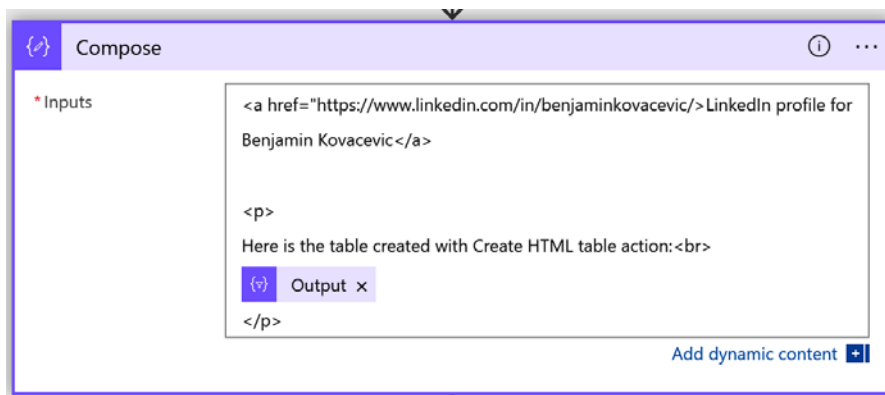 Compose
* Inputs
<a href="https://www.linkedin.com/in/benjaminkovacevic/>LinkedIn profile for
Benjamin Kovacevic</a>
<p>
Here is the table created with Create HTML table action:<br>
Output ×
</p>
Add dynamic content